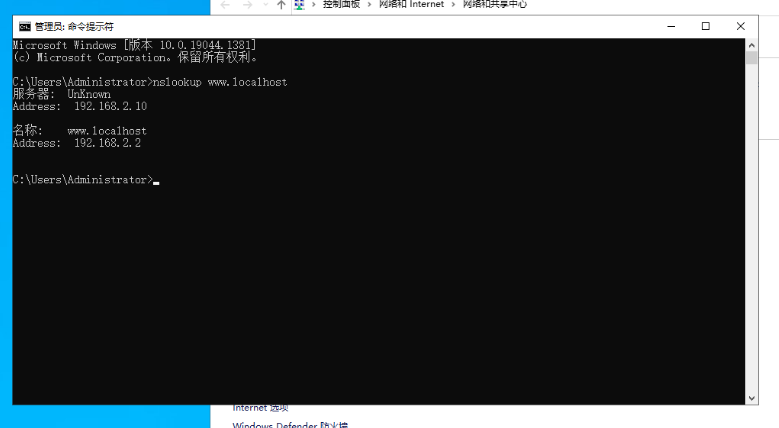 控制面板 › 网络和 Internet › 网络和共享中心
管理员: 命令提示符
Microsoft Windows [版本 10.0.19044.1381]
(c) Microsoft Corporation。保留所有权利。
C:\Users\Administrator>nslookup www.localhost
服务器:  UnKnown
Address:  192.168.2.10
名称:    www.localhost
Address:  192.168.2.2
C:\Users\Administrator>
Internet 选项
Windows Defender 防火墙